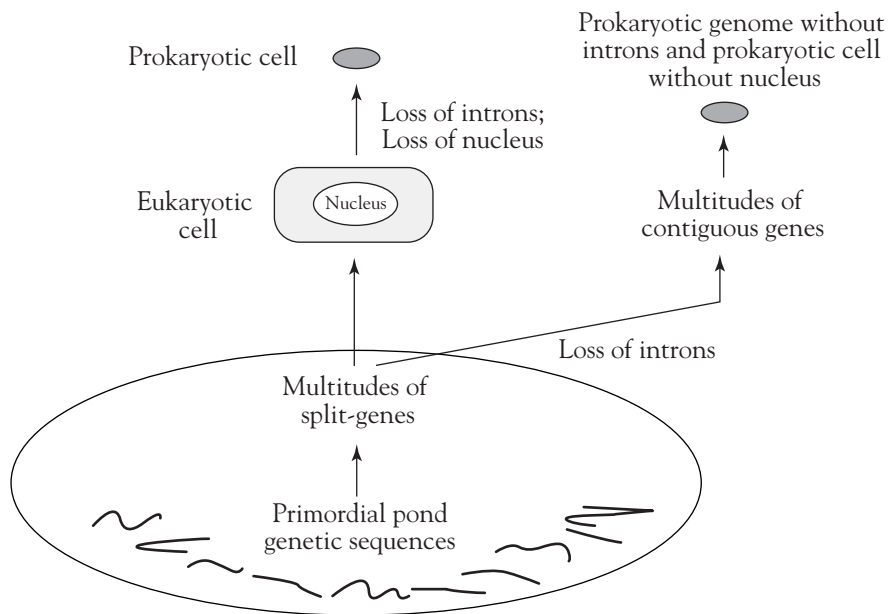 Prokaryotic cell
Prokaryotic genome without
introns and prokaryotic cell
without nucleus
Loss of introns;
Loss of nucleus
Eukaryotic
cell
Nucleus
Multitudes of
contiguous genes
Loss of introns
Multitudes of
split-genes
Primordial pond
genetic sequences